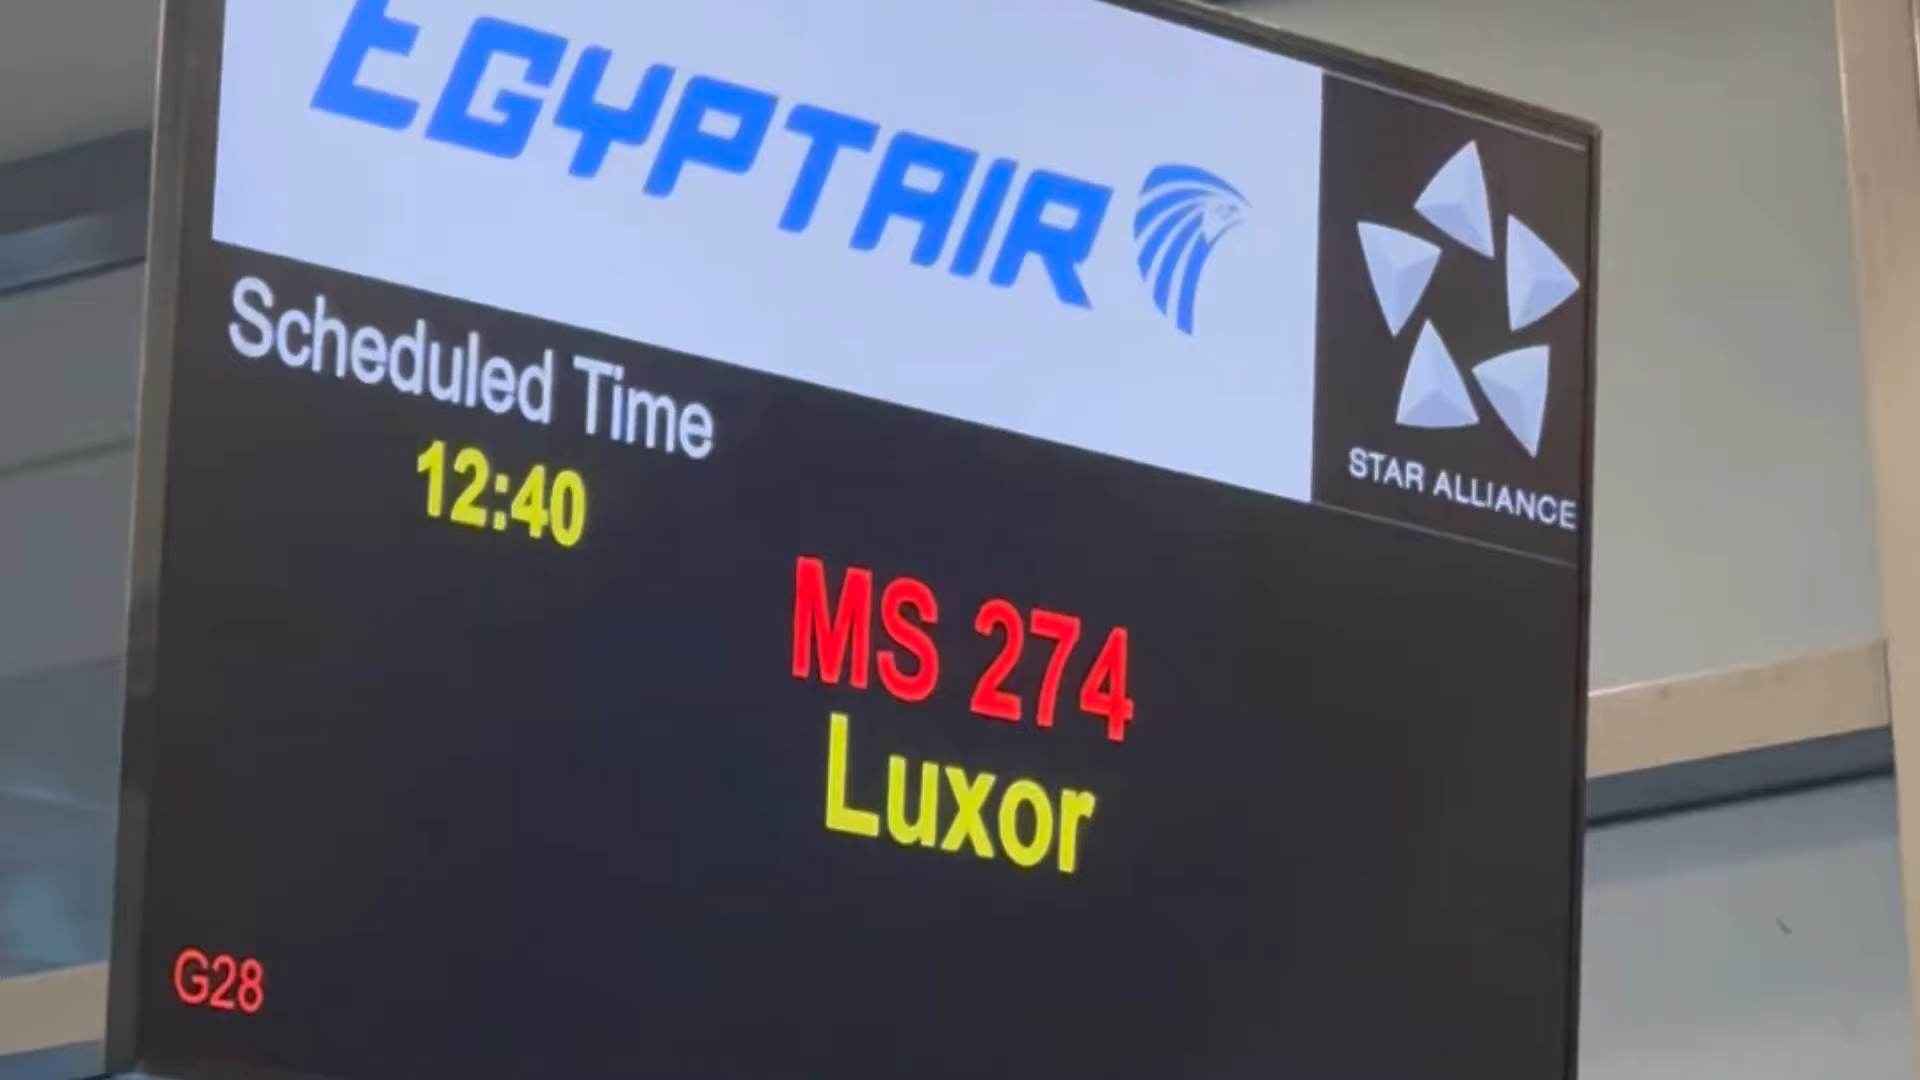 EGYPTAIR
STAR ALLIANCE
Scheduled Time
12:40
MS 274
Luxor
G28